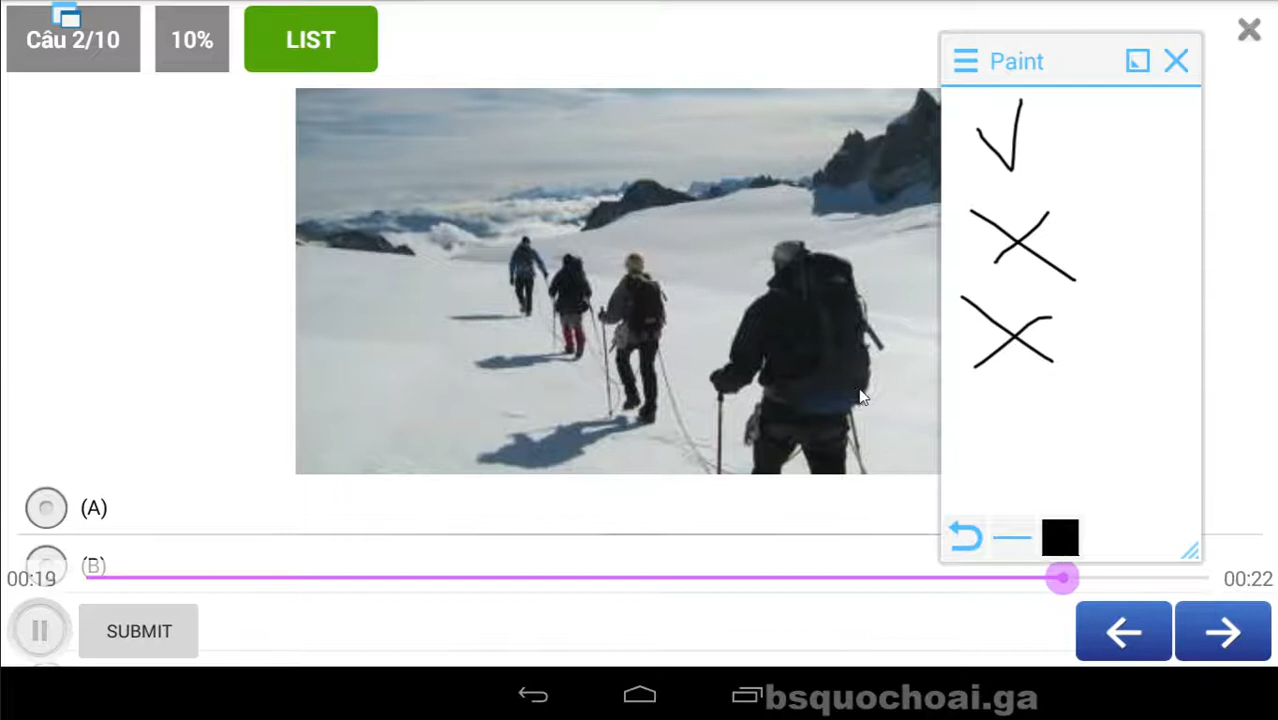 Câu 2/10 10% LIST
Paint
(A)
(B)
00:19 00:22
SUBMIT
bsquochoai.ga